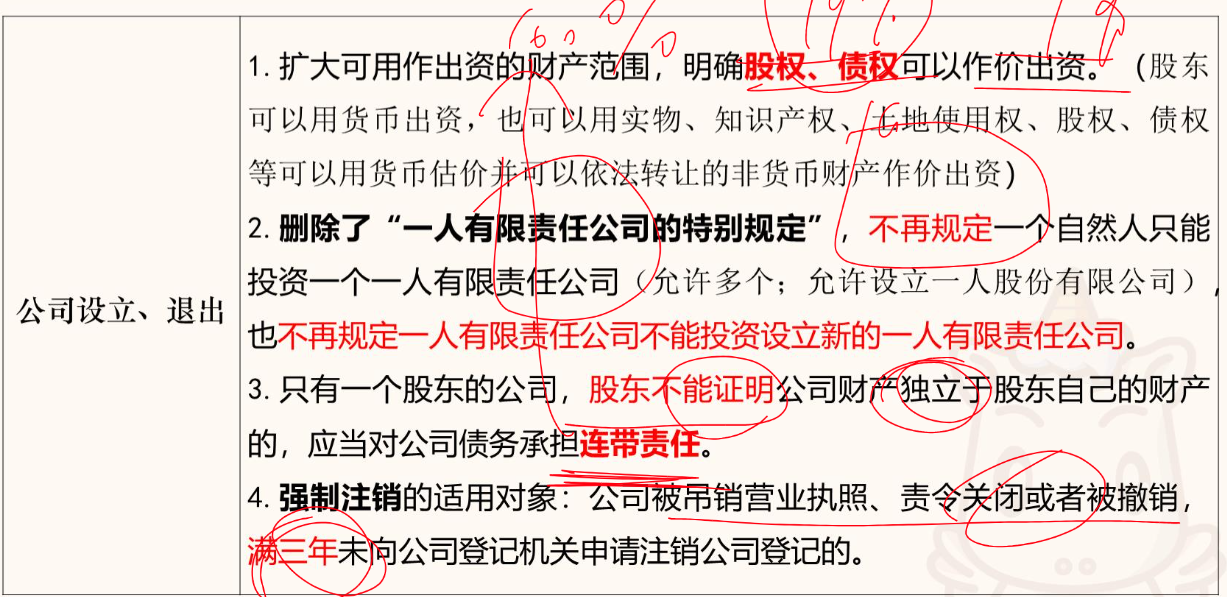 公司设立、退出
1. 扩大可用作出资的财产范围，明确股权、债权可以作价出资。（股东
可以用货币出资，也可以用实物、知识产权、土地使用权、股权、债权
等可以用货币估价并可以依法转让的非货币财产作价出资)
2. 删除了“一人有限责任公司的特别规定”，不再规定一个自然人只能
投资一个一人有限责任公司（允许多个；允许设立一人股份有限公司），
也不再规定一人有限责任公司不能投资设立新的一人有限责任公司。
3. 只有一个股东的公司，股东不能证明公司财产独立于股东自己的财产
的，应当对公司债务承担连带责任。
4. 强制注销的适用对象：公司被吊销营业执照、责令关闭或者被撤销，
满三年未向公司登记机关申请注销公司登记的。